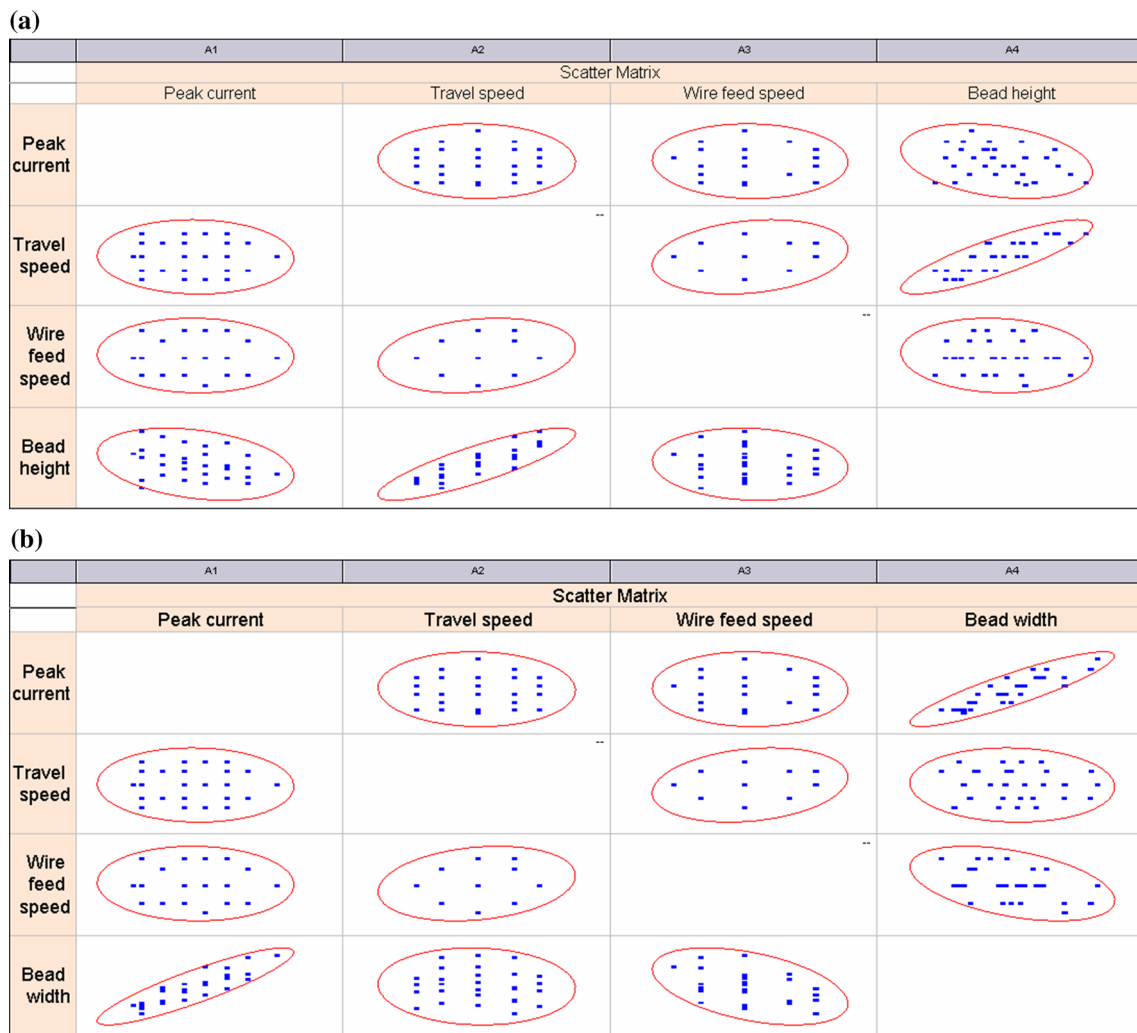 (a)
A1 A2 A3 A4
Scatter Matrix
Peak current Travel speed Wire feed speed Bead height
Peak
current
Travel
speed
--
Wire
feed
speed
--
Bead
height
(b)
A1 A2 A3 A4
Scatter Matrix
Peak current Travel speed Wire feed speed Bead width
Peak
current
Travel
speed
--
Wire
feed
speed
--
Bead
width